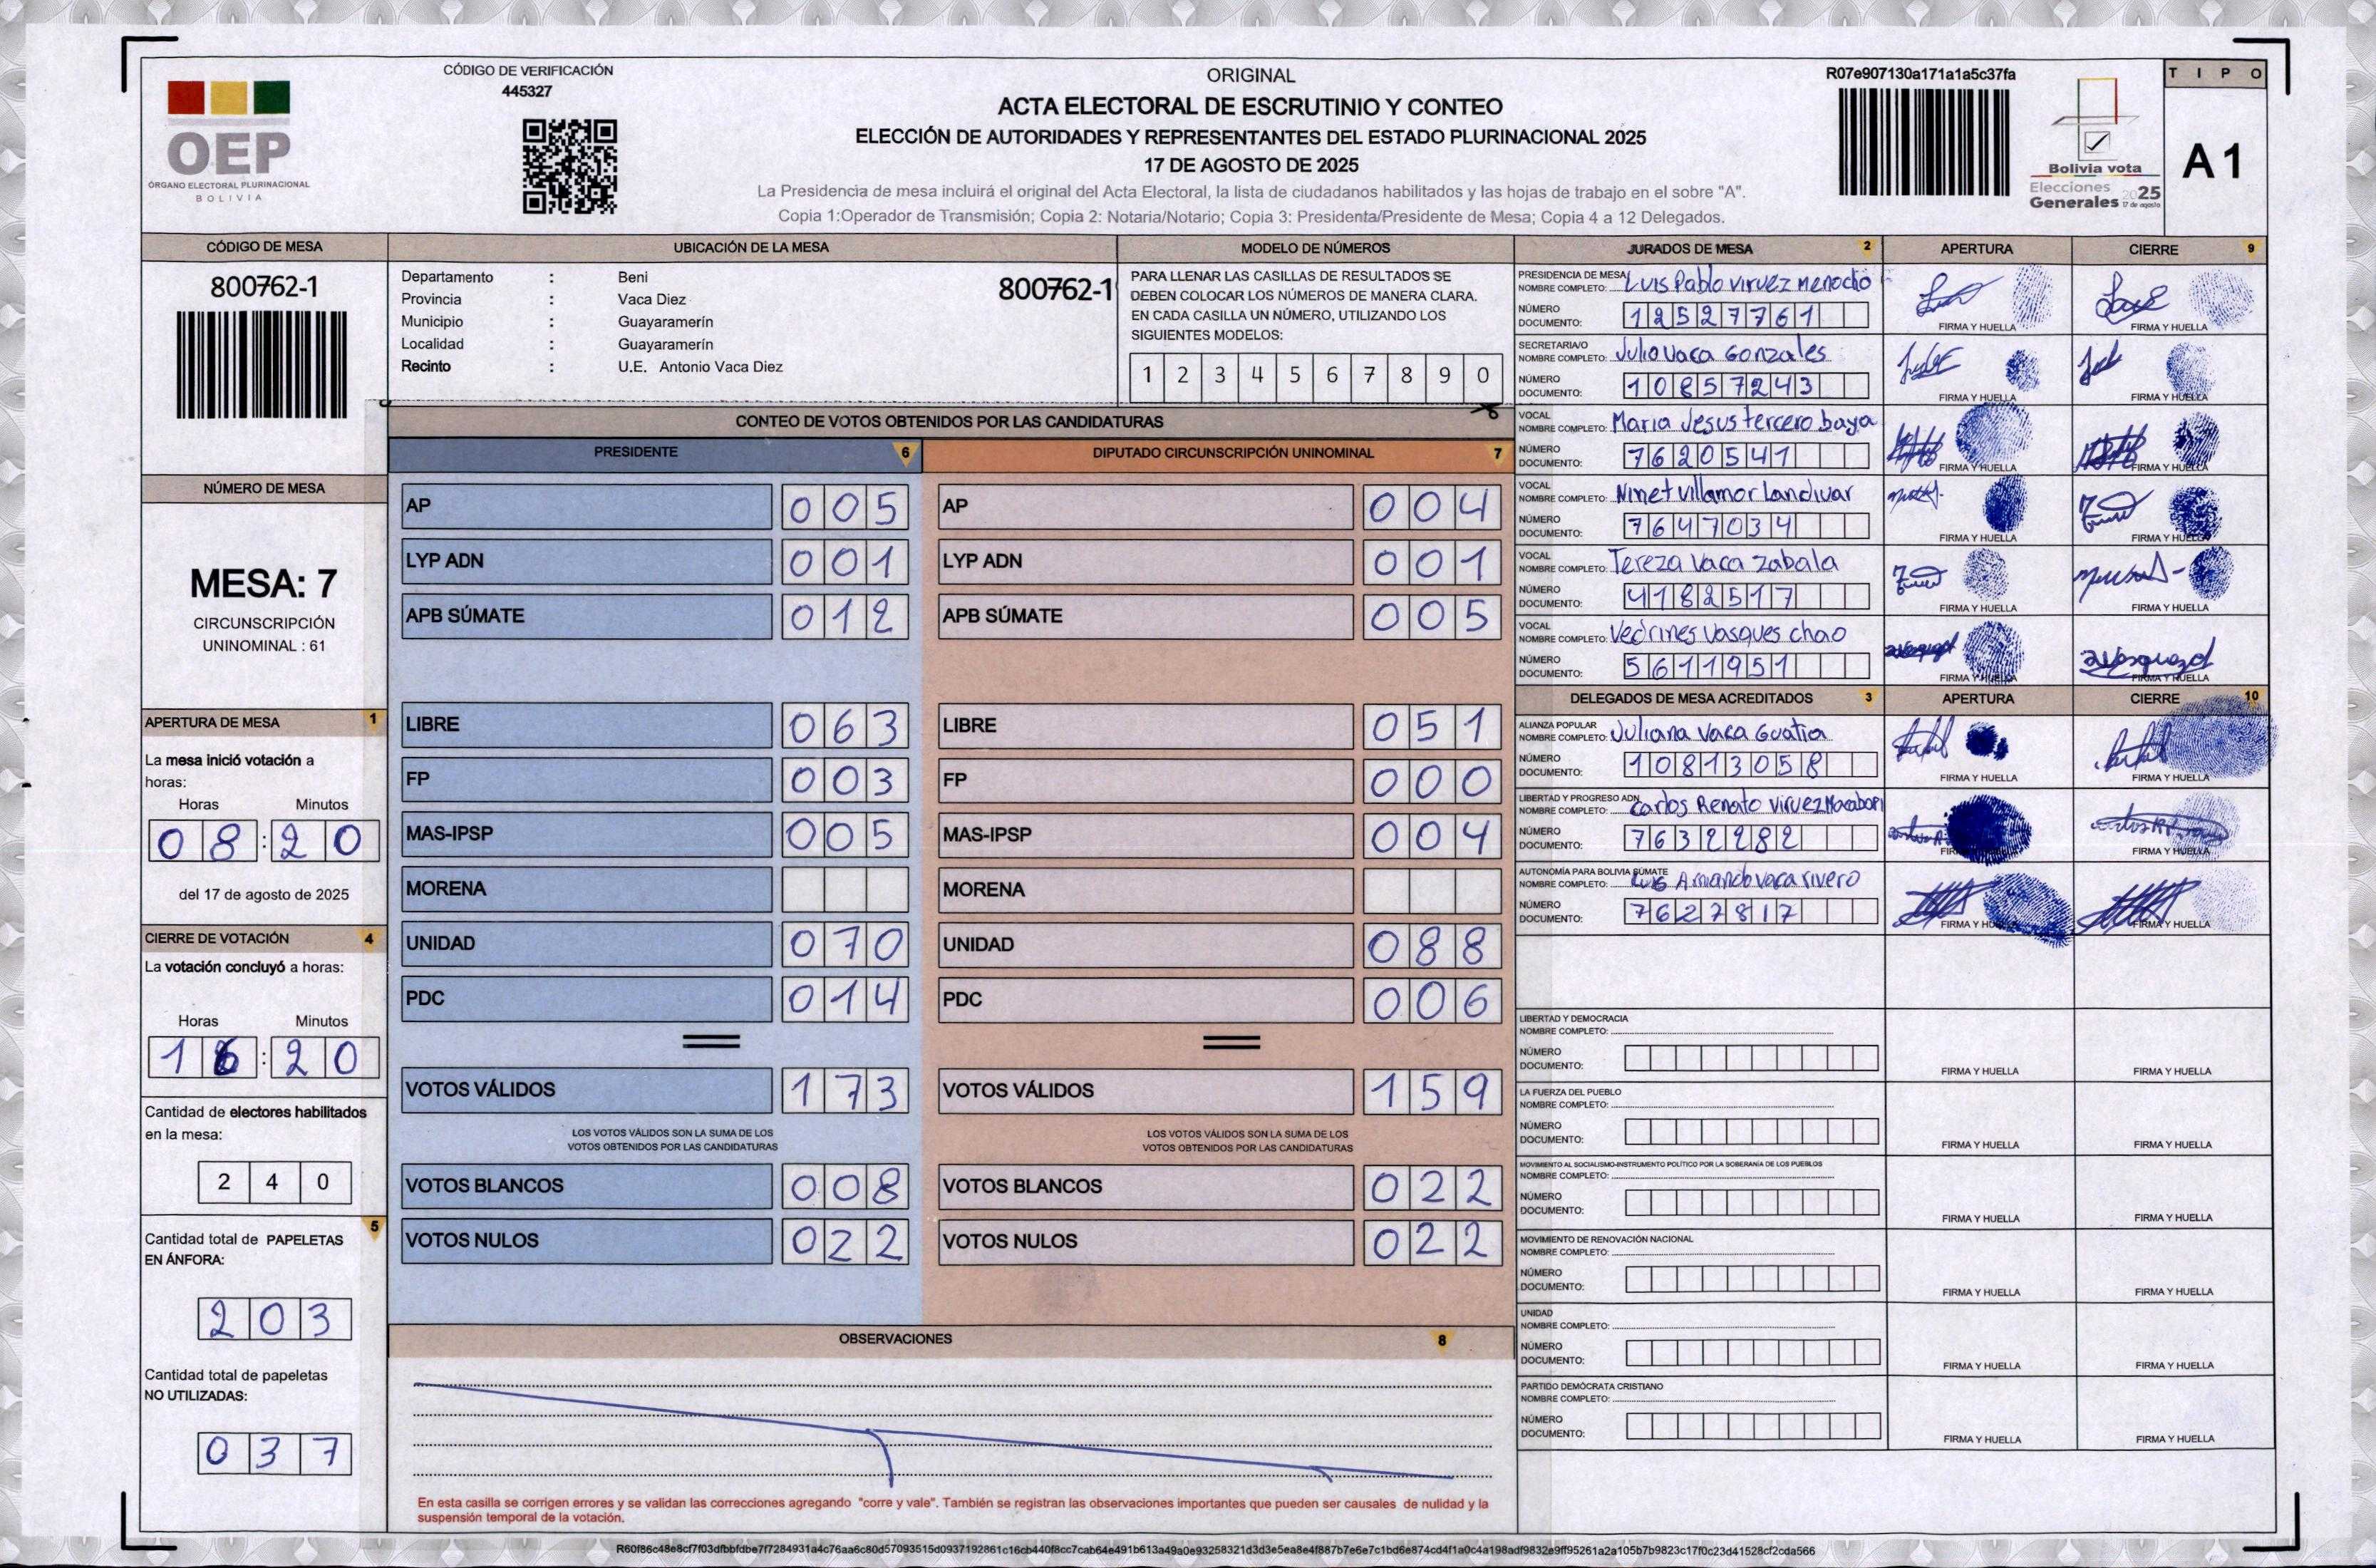 CÓDIGO DE VERIFICACIÓN
445327
OEP
ÓRGANO ELECTORAL PLURINACIONAL
BOLIVIA
ORIGINAL
ACTA ELECTORAL DE ESCRUTINIO Y CONTEO
ELECCIÓN DE AUTORIDADES Y REPRESENTANTES DEL ESTADO PLURINACIONAL 2025
17 DE AGOSTO DE 2025
La Presidencia de mesa incluirá el original del Acta Electoral, la lista de ciudadanos habilitados y las hojas de trabajo en el sobre "A".
Copia 1:Operador de Transmisión; Copia 2: Notaria/Notario; Copia 3: Presidenta/Presidente de Mesa; Copia 4 a 12 Delegados.
R07e907130a171a1a5c37fa
Bolivia vota
Elecciones 2025
Generales 17 de agosto
TIPO
A1
CÓDIGO DE MESA
800762-1
UBICACIÓN DE LA MESA
Departamento : Beni
Provincia : Vaca Diez
Municipio : Guayaramerín
Localidad : Guayaramerín
Recinto : U.E. Antonio Vaca Diez
800762-1
MODELO DE NÚMEROS
PARA LLENAR LAS CASILLAS DE RESULTADOS SE
DEBEN COLOCAR LOS NÚMEROS DE MANERA CLARA.
EN CADA CASILLA UN NÚMERO, UTILIZANDO LOS
SIGUIENTES MODELOS:
1 2 3 4 5 6 7 8 9 0
NÚMERO DE MESA
MESA: 7
CIRCUNSCRIPCIÓN
UNINOMINAL : 61
APERTURA DE MESA 1
La mesa inició votación a
horas:
Horas Minutos
08:20
del 17 de agosto de 2025
CIERRE DE VOTACIÓN 4
La votación concluyó a horas:
Horas Minutos
16:20
Cantidad de electores habilitados
en la mesa:
240
5
Cantidad total de PAPELETAS
EN ÁNFORA:
203
Cantidad total de papeletas
NO UTILIZADAS:
037
CONTEO DE VOTOS OBTENIDOS POR LAS CANDIDATURAS
PRESIDENTE 6
AP 005
LYP ADN 001
APB SÚMATE 012
LIBRE 063
FP 003
MAS-IPSP 005
MORENA
UNIDAD 070
PDC 014
VOTOS VÁLIDOS 173
LOS VOTOS VÁLIDOS SON LA SUMA DE LOS
VOTOS OBTENIDOS POR LAS CANDIDATURAS
VOTOS BLANCOS 008
VOTOS NULOS 022
DIPUTADO CIRCUNSCRIPCIÓN UNINOMINAL 7
AP 004
LYP ADN 001
APB SÚMATE 005
LIBRE 051
FP 000
MAS-IPSP 004
MORENA
UNIDAD 088
PDC 006
VOTOS VÁLIDOS 159
LOS VOTOS VÁLIDOS SON LA SUMA DE LOS
VOTOS OBTENIDOS POR LAS CANDIDATURAS
VOTOS BLANCOS 022
VOTOS NULOS 022
OBSERVACIONES 8
En esta casilla se corrigen errores y se validan las correcciones agregando "corre y vale". También se registran las observaciones importantes que pueden ser causales de nulidad y la
suspensión temporal de la votación.
JURADOS DE MESA 2 APERTURA CIERRE 9
PRESIDENCIA DE MESA
NOMBRE COMPLETO: Luis Pablo Virvez Menocho
NÚMERO
DOCUMENTO: 12527761
FIRMA Y HUELLA FIRMA Y HUELLA
SECRETARIA/O
NOMBRE COMPLETO: Julio Vaca Gonzales
NÚMERO
DOCUMENTO: 10857243
FIRMA Y HUELLA FIRMA Y HUELLA
VOCAL
NOMBRE COMPLETO: Maria Jesus tercero baya
NÚMERO
DOCUMENTO: 7620541
FIRMA Y HUELLA FIRMA Y HUELLA
VOCAL
NOMBRE COMPLETO: Ninet Villamor Landivar
NÚMERO
DOCUMENTO: 7647034
FIRMA Y HUELLA FIRMA Y HUELLA
VOCAL
NOMBRE COMPLETO: Tereza Vaca Zabala
NÚMERO
DOCUMENTO: 4182517
FIRMA Y HUELLA FIRMA Y HUELLA
VOCAL
NOMBRE COMPLETO: Vedrines Vasques chao
NÚMERO
DOCUMENTO: 5611951
FIRMA Y HUELLA FIRMA Y HUELLA
DELEGADOS DE MESA ACREDITADOS 3 APERTURA CIERRE 10
ALIANZA POPULAR
NOMBRE COMPLETO: Juliana Vaca Guatia
NÚMERO
DOCUMENTO: 10813058
FIRMA Y HUELLA FIRMA Y HUELLA
LIBERTAD Y PROGRESO ADN
NOMBRE COMPLETO: Carlos Renato Virvez Macabapi
NÚMERO
DOCUMENTO: 7632282
FIRMA Y HUELLA
AUTONOMÍA PARA BOLIVIA SÚMATE
NOMBRE COMPLETO: Luis Amando vaca rivero
NÚMERO
DOCUMENTO: 7627817
FIRMA Y HUELLA FIRMA Y HUELLA
LIBERTAD Y DEMOCRACIA
NOMBRE COMPLETO:
NÚMERO
DOCUMENTO:
FIRMA Y HUELLA FIRMA Y HUELLA
LA FUERZA DEL PUEBLO
NOMBRE COMPLETO:
NÚMERO
DOCUMENTO:
FIRMA Y HUELLA FIRMA Y HUELLA
MOVIMIENTO AL SOCIALISMO-INSTRUMENTO POLÍTICO POR LA SOBERANÍA DE LOS PUEBLOS
NOMBRE COMPLETO:
NÚMERO
DOCUMENTO:
FIRMA Y HUELLA FIRMA Y HUELLA
MOVIMIENTO DE RENOVACIÓN NACIONAL
NOMBRE COMPLETO:
NÚMERO
DOCUMENTO:
FIRMA Y HUELLA FIRMA Y HUELLA
UNIDAD
NOMBRE COMPLETO:
NÚMERO
DOCUMENTO:
FIRMA Y HUELLA FIRMA Y HUELLA
PARTIDO DEMÓCRATA CRISTIANO
NOMBRE COMPLETO:
NÚMERO
DOCUMENTO:
FIRMA Y HUELLA FIRMA Y HUELLA